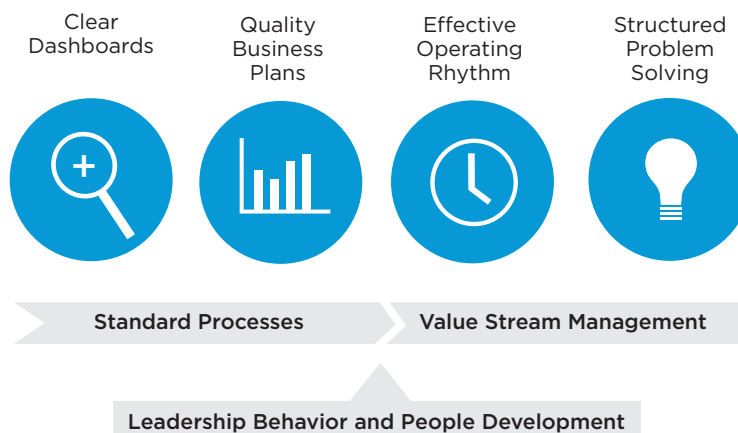 Clear
Dashboards
Quality
Business
Plans
Effective
Operating
Rhythm
Structured
Problem
Solving
Standard Processes
Value Stream Management
Leadership Behavior and People Development